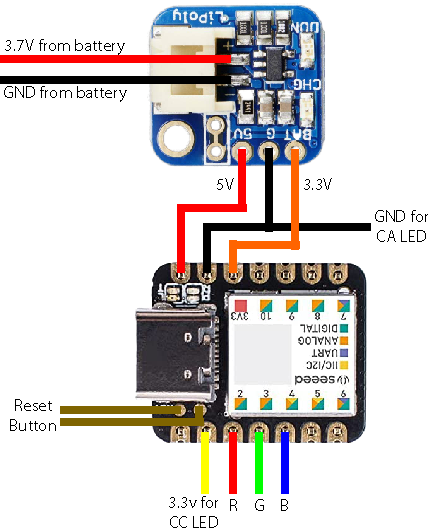 LiPoly
3.7V from battery
DUN
GND from battery
CHG
5V G BAT
5V
3.3V
GND for
CA LED
3V3 10 9 8 7
DIGITAL
ANALOG
UART
IIC/I2C
seeed
2 3 4 5 6
Reset
Button
3.3v for
CC LED
R G B